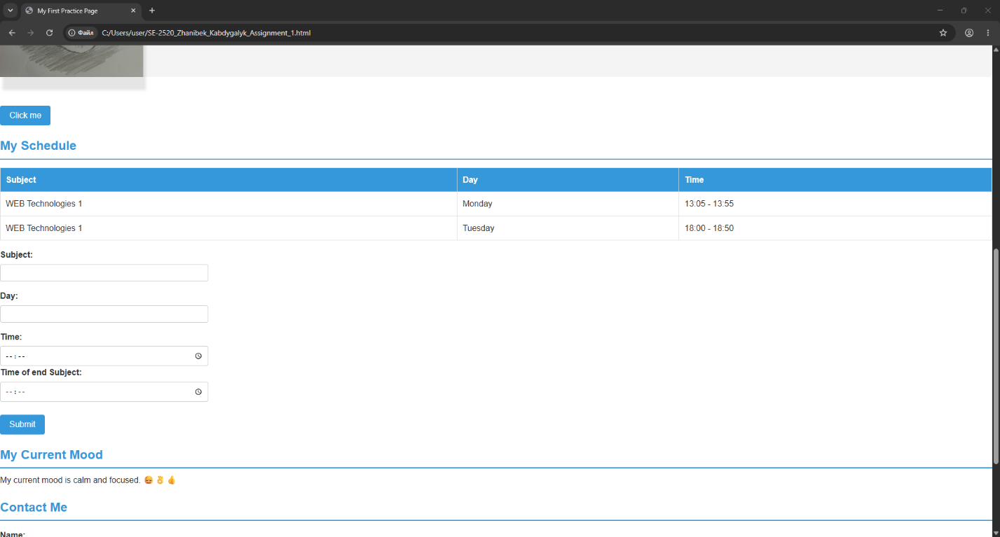 My First Practice Page
Файл C:/Users/user/SE-2520_Zhanibek_Kabdygalyk_Assignment_1.html
Click me
My Schedule
Subject Day Time
WEB Technologies 1 Monday 13:05 - 13:55
WEB Technologies 1 Tuesday 18:00 - 18:50
Subject:
Day:
Time:
--:--
Time of end Subject:
--:--
Submit
My Current Mood
My current mood is calm and focused. 
Contact Me
Name: